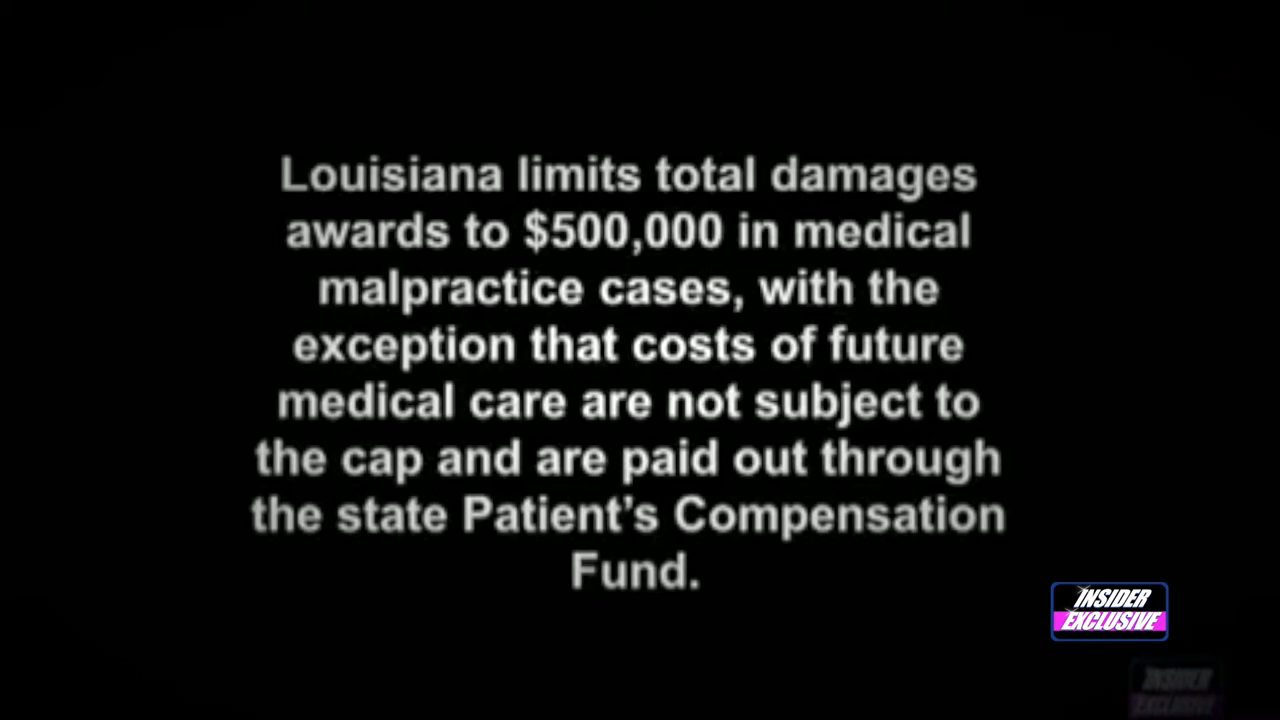 Louisiana limits total damages
awards to $500,000 in medical
malpractice cases, with the
exception that costs of future
medical care are not subject to
the cap and are paid out through
the state Patient’s Compensation
Fund.
INSIDER
EXCLUSIVE
INSIDER
EXCLUSIVE